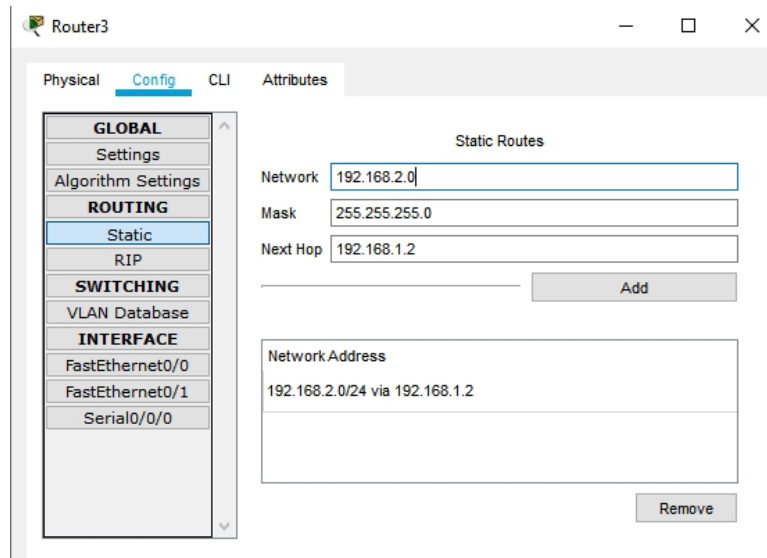 Router3
Physical Config CLI Attributes
GLOBAL
Settings
Algorithm Settings
ROUTING
Static
RIP
SWITCHING
VLAN Database
INTERFACE
FastEthernet0/0
FastEthernet0/1
Serial0/0/0
Static Routes
Network 192.168.2.0
Mask 255.255.255.0
Next Hop 192.168.1.2
Add
Network Address
192.168.2.0/24 via 192.168.1.2
Remove